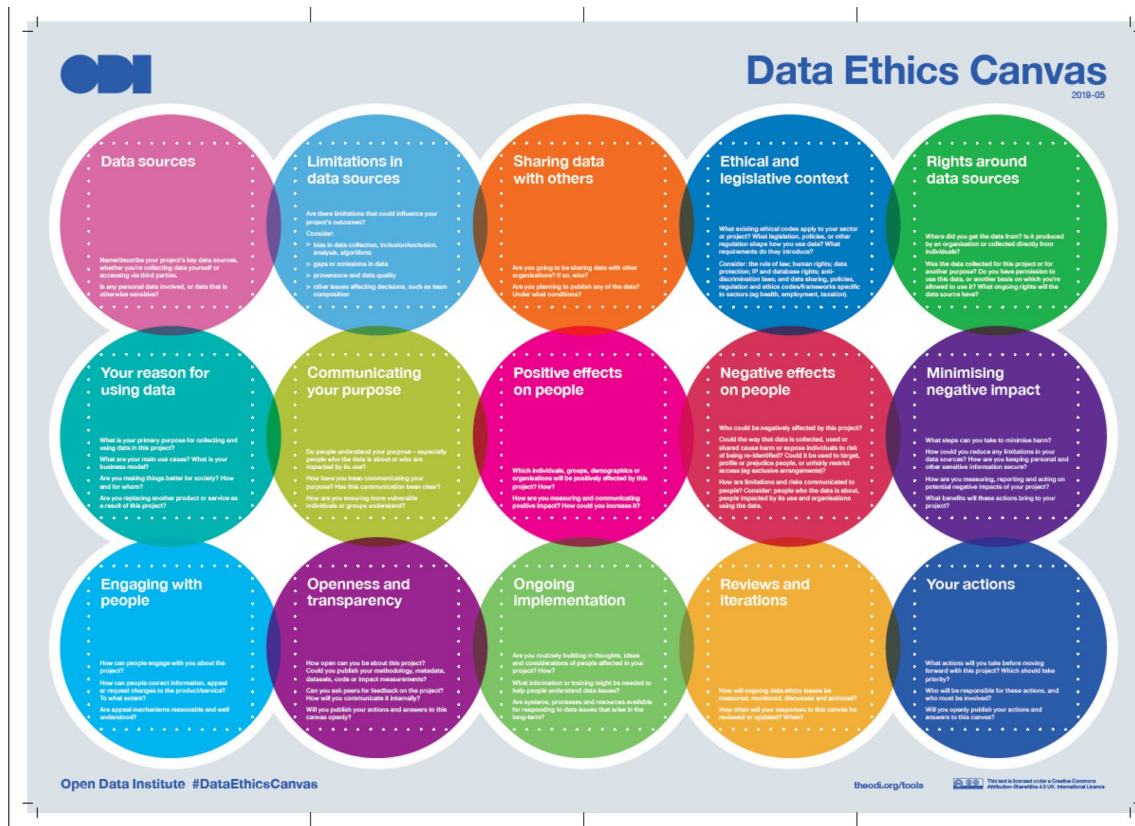 ODI
Data Ethics Canvas
2019-05
Data sources
Name/describe your project's key data sources,
whether you're collecting data yourself or
accessing via third parties.
Is any personal data involved, or data that is
otherwise sensitive?
Limitations in
data sources
Are there limitations that could influence your
project's outcomes?
Consider:
> bias in data collection, inclusion/exclusion,
analysis, algorithms
> gaps or omissions in data
> provenance and data quality
> other issues affecting decisions, such as team
composition
Sharing data
with others
Are you going to be sharing data with other
organisations? If so, who?
Are you planning to publish any of the data?
Under what conditions?
Ethical and
legislative context
What existing ethical codes apply to your sector
or project? What legislation, policies, or other
regulation shape how you use data? What
requirements do they introduce?
Consider: the rule of law; human rights; data
protection; IP and database rights; anti-
discrimination laws; and data sharing, policies,
regulation and ethics codes/frameworks specific
to sectors (eg health, employment, taxation).
Rights around
data sources
Where did you get the data from? Is it produced
by an organisation or collected directly from
individuals?
Was the data collected for this project or for
another purpose? Do you have permission to
use this data, or another basis on which you're
allowed to use it? What ongoing rights will the
data source have?
Your reason for
using data
What is your primary purpose for collecting and
using data in this project?
What are your main use cases? What is your
business model?
Are you making things better for society? How
and for whom?
Are you replacing another product or service as
a result of this project?
Communicating
your purpose
Do people understand your purpose – especially
people who the data is about or who are
impacted by its use?
How have you been communicating your
purpose? Has this communication been clear?
How are you ensuring more vulnerable
individuals or groups understand?
Positive effects
on people
Which individuals, groups, demographics or
organisations will be positively affected by this
project? How?
How are you measuring and communicating
positive impact? How could you increase it?
Negative effects
on people
Who could be negatively affected by this project?
Could the way that data is collected, used or
shared cause harm or expose individuals to risk
of being re-identified? Could it be used to target,
profile or prejudice people, or unfairly restrict
access (eg exclusive arrangements)?
How are limitations and risks communicated to
people? Consider: people who the data is about,
people impacted by its use and organisations
using the data.
Minimising
negative impact
What steps can you take to minimise harm?
How could you reduce any limitations in your
data sources? How are you keeping personal and
other sensitive information secure?
How are you measuring, reporting and acting on
potential negative impacts of your project?
What benefits will these actions bring to your
project?
Engaging with
people
How can people engage with you about the
project?
How can people correct information, appeal
or request changes to the product/service?
To what extent?
Are appeal mechanisms reasonable and well
understood?
Openness and
transparency
How open can you be about this project?
Could you publish your methodology, metadata,
datasets, code or impact measurements?
Can you ask peers for feedback on the project?
How will you communicate it internally?
Will you publish your actions and answers to this
canvas openly?
Ongoing
implementation
Are you routinely building in thoughts, ideas
and considerations of people affected in your
project? How?
What information or training might be needed to
help people understand data issues?
Are systems, processes and resources available
for responding to data issues that arise in the
long-term?
Reviews and
iterations
How will ongoing data ethics issues be
measured, monitored, discussed and actioned?
How often will your responses to this canvas be
reviewed or updated? When?
Your actions
What actions will you take before moving
forward with this project? Which should take
priority?
Who will be responsible for these actions, and
who must be involved?
Will you openly publish your actions and
answers to this canvas?
Open Data Institute #DataEthicsCanvas
theodi.org/tools
This text is licensed under a Creative Commons
Attribution-ShareAlike 4.0 UK. International Licence